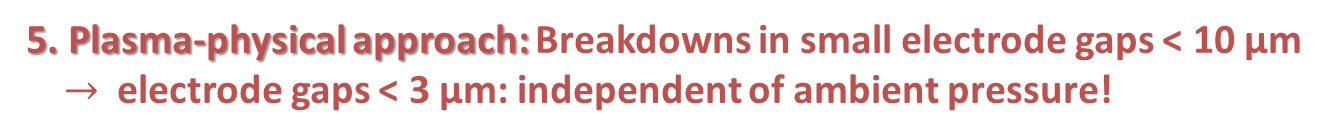 5. Plasma-physical approach: Breakdowns in small electrode gaps < 10 µm
→ electrode gaps < 3 µm: independent of ambient pressure!